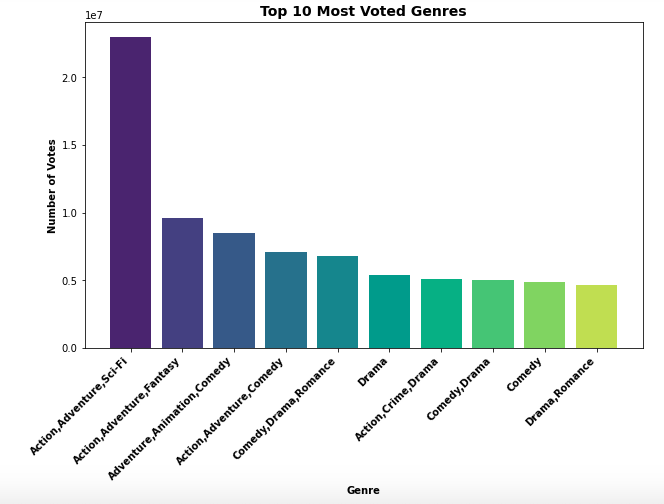 Top 10 Most Voted Genres
1e7
2.0
1.5
1.0
0.5
0.0
Number of Votes
Action,Adventure,Sci-Fi
Action,Adventure,Fantasy
Adventure,Animation,Comedy
Action,Adventure,Comedy
Comedy,Drama,Romance
Drama
Action,Crime,Drama
Comedy,Drama
Comedy
Drama,Romance
Genre